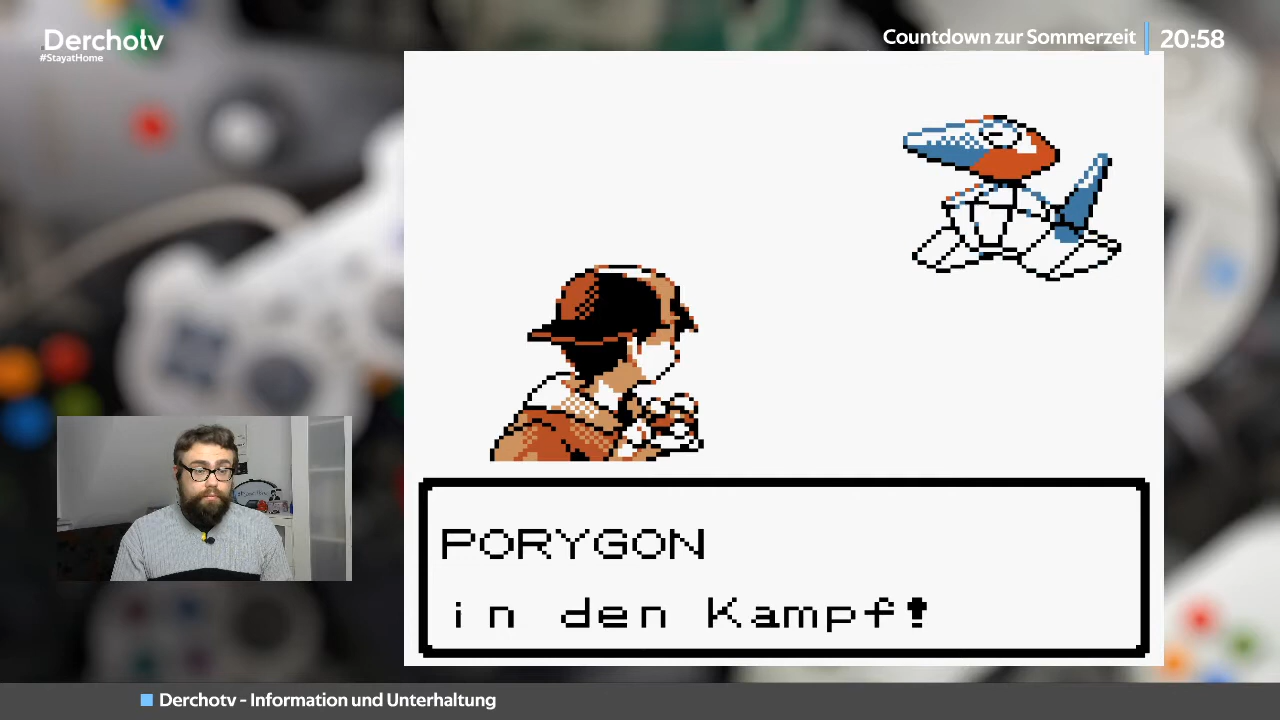 Derchotv
#StayatHome
Countdown zur Sommerzeit 20:58
PORYGON
in den Kampf!
Derchotv - Information und Unterhaltung